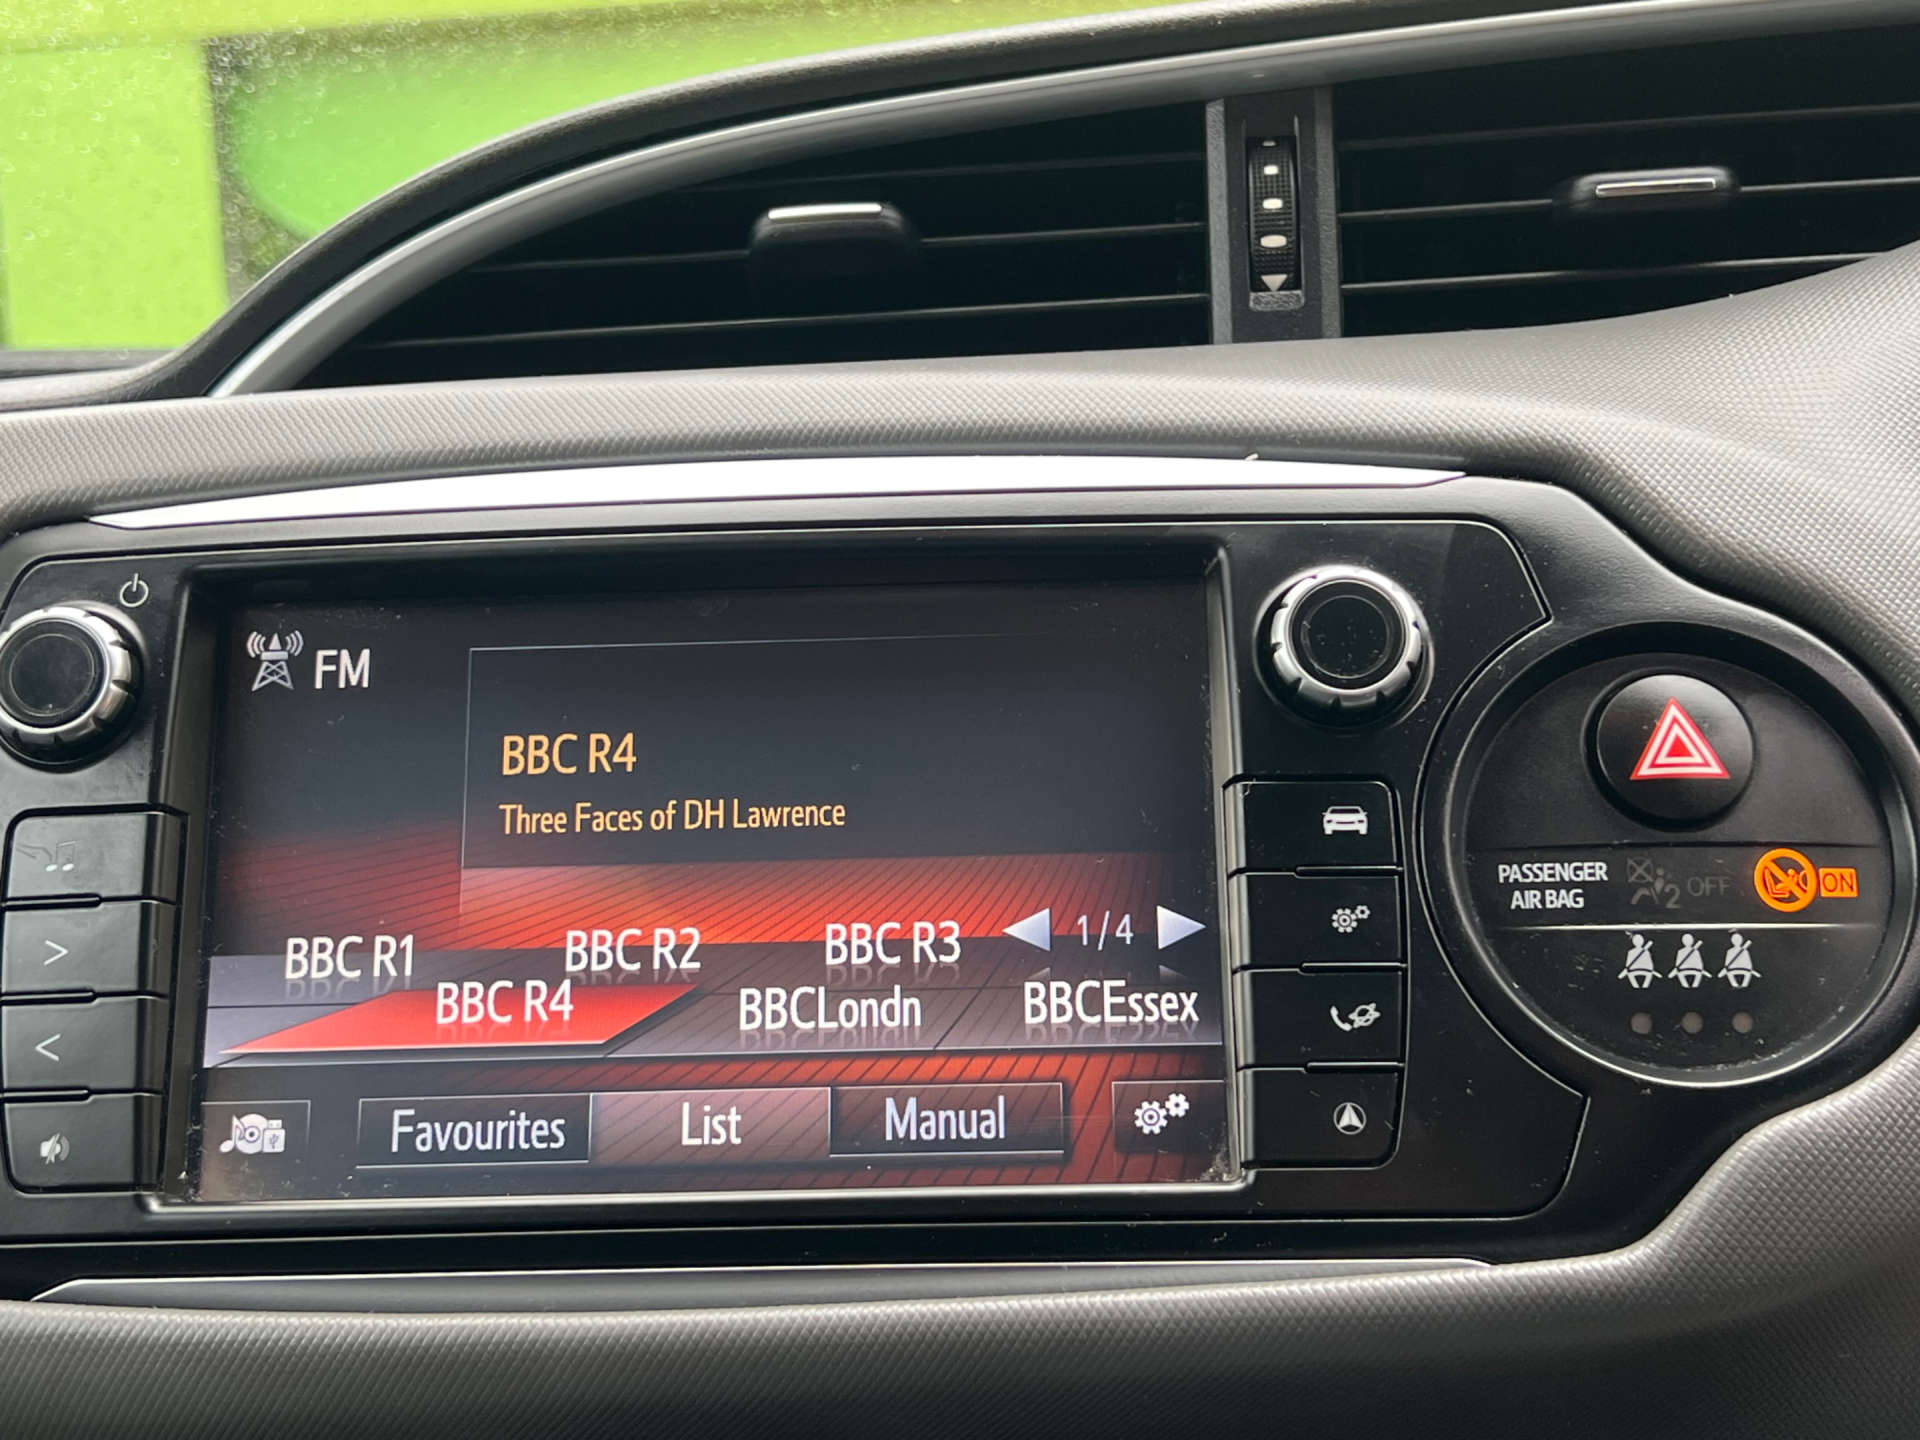 FM
BBC R4
Three Faces of DH Lawrence
BBC R1 BBC R2 BBC R3 1/4
BBC R4 BBCLondn BBCEssex
Favourites List Manual
PASSENGER
AIR BAG
2 OFF ON